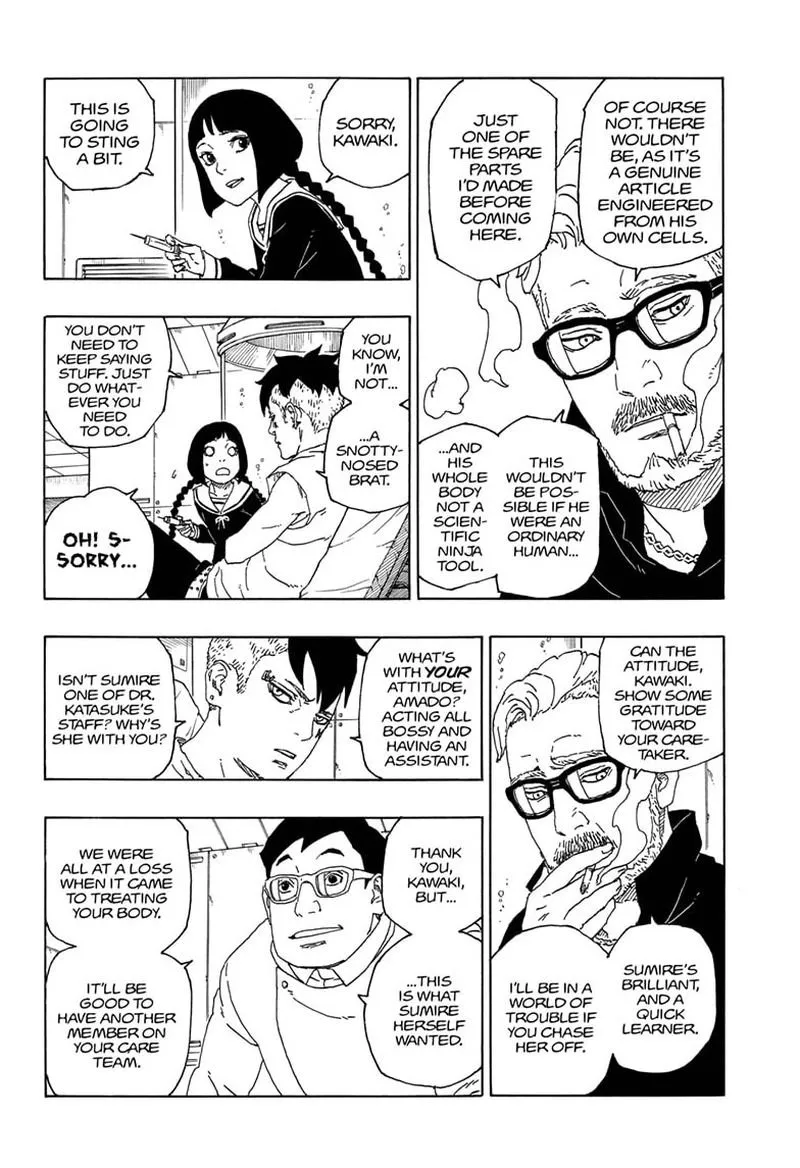 OF COURSE
NOT. THERE
WOULDN'T
BE, AS IT'S
A GENUINE
ARTICLE
ENGINEERED
FROM HIS
OWN CELLS.
JUST
ONE OF
THE SPARE
PARTS
I'D MADE
BEFORE
COMING
HERE.
THIS
WOULDN'T
BE POS-
SIBLE IF HE
WERE AN
ORDINARY
HUMAN...
...AND
HIS
WHOLE
BODY
NOT A
SCIEN-
TIFIC
NINJA
TOOL.
SORRY,
KAWAKI.
THIS IS
GOING
TO STING
A BIT.
YOU
KNOW,
I'M
NOT...
...A
SNOTTY-
NOSED
BRAT.
YOU DON'T
NEED TO
KEEP SAYING
STUFF. JUST
DO WHAT-
EVER YOU
NEED
TO DO.
OH! S-
SORRY...
CAN THE
ATTITUDE,
KAWAKI.
SHOW SOME
GRATITUDE
TOWARD
YOUR CARE-
TAKER.
SUMIRE'S
BRILLIANT,
AND A
QUICK
LEARNER.
I'LL BE IN A
WORLD OF
TROUBLE IF
YOU CHASE
HER OFF.
WHAT'S
WITH YOUR
ATTITUDE,
AMADO?
ACTING ALL
BOSSY AND
HAVING AN
ASSISTANT.
ISN'T SUMIRE
ONE OF DR.
KATASUKE'S
STAFF? WHY'S
SHE WITH YOU?
THANK
YOU,
KAWAKI,
BUT...
...THIS
IS WHAT
SUMIRE
HERSELF
WANTED.
WE WERE
ALL AT A LOSS
WHEN IT CAME
TO TREATING
YOUR BODY.
IT'LL BE
GOOD TO
HAVE ANOTHER
MEMBER ON
YOUR CARE
TEAM.